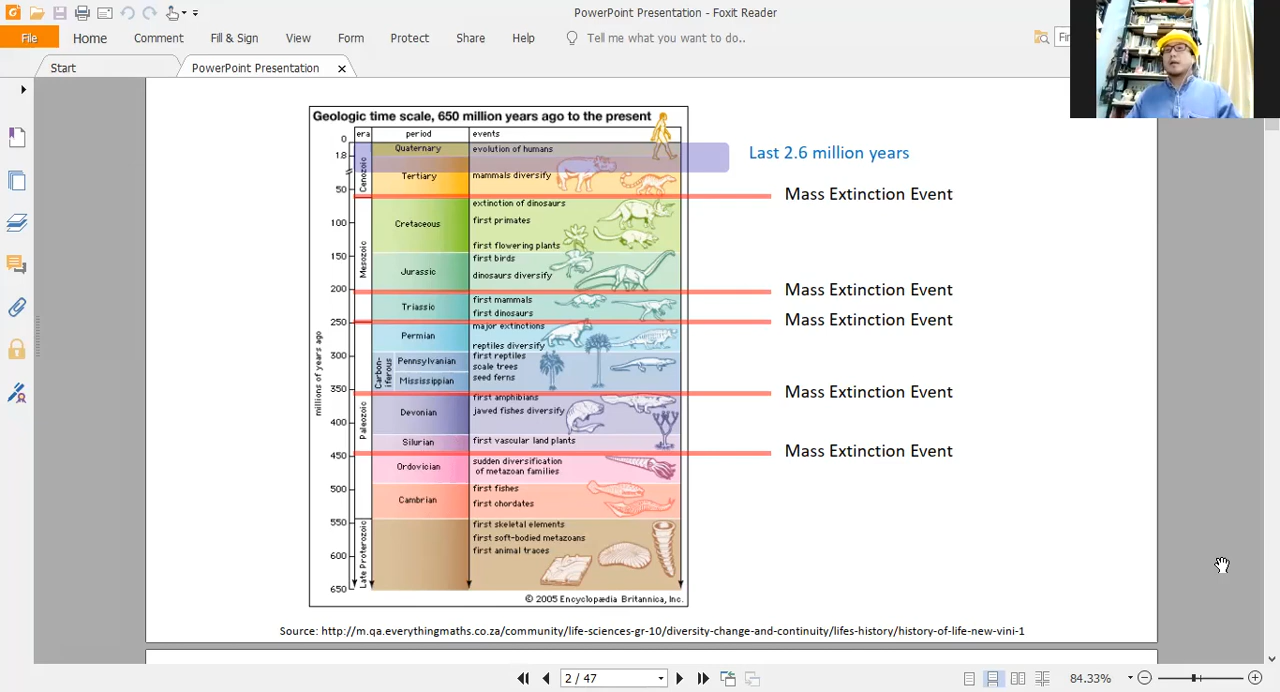 PowerPoint Presentation - Foxit Reader
File Home Comment Fill & Sign View Form Protect Share Help Tell me what you want to do..
Start PowerPoint Presentation
Geologic time scale, 650 million years ago to the present
era period events
0
1.8
50
100
150
200
250
300
350
400
450
500
550
600
650
millions of years ago
Cenozoic
Mesozoic
Paleozoic
Late Proterozoic
Quaternary evolution of humans
Tertiary mammals diversify
Cretaceous
extinction of dinosaurs
first primates
first flowering plants
Jurassic
first birds
dinosaurs diversify
Triassic
first mammals
first dinosaurs
Permian
major extinctions
reptiles diversify
Carbon-
iferous
Pennsylvanian
Mississippian
first reptiles
scale trees
seed ferns
Devonian
first amphibians
jawed fishes diversify
Silurian first vascular land plants
Ordovician
sudden diversification
of metazoan families
Cambrian
first fishes
first chordates
first skeletal elements
first soft-bodied metazoans
first animal traces
© 2005 Encyclopædia Britannica, Inc.
Last 2.6 million years
Mass Extinction Event
Mass Extinction Event
Mass Extinction Event
Mass Extinction Event
Mass Extinction Event
Source: http://m.qa.everythingmaths.co.za/community/life-sciences-gr-10/diversity-change-and-continuity/lifes-history/history-of-life-new-vini-1
2 / 47
84.33%